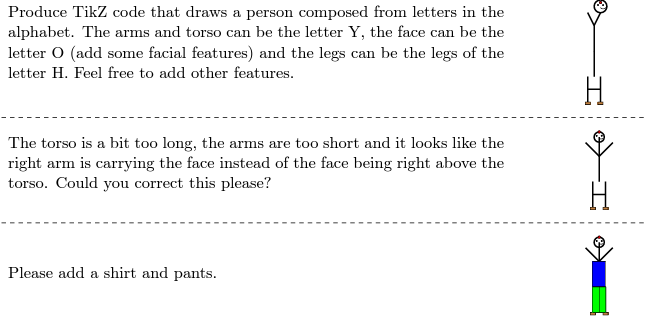 Produce TikZ code that draws a person composed from letters in the
alphabet. The arms and torso can be the letter Y, the face can be the
letter O (add some facial features) and the legs can be the legs of the
letter H. Feel free to add other features.
The torso is a bit too long, the arms are too short and it looks like the
right arm is carrying the face instead of the face being right above the
torso. Could you correct this please?
Please add a shirt and pants.